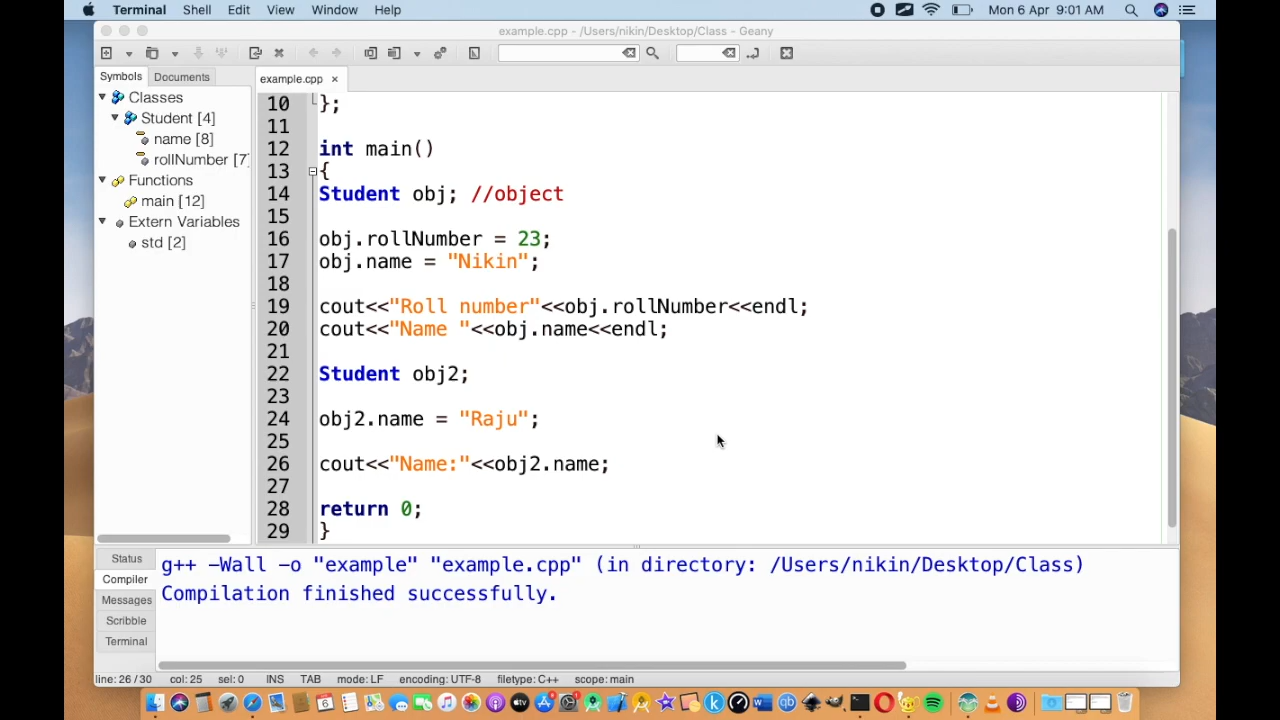 Terminal Shell Edit View Window Help Mon 6 Apr 9:01 AM
example.cpp - /Users/nikin/Desktop/Class - Geany
Symbols Documents
example.cpp ×
Classes
Student [4]
name [8]
rollNumber [7]
Functions
main [12]
Extern Variables
std [2]
10 };
11
12 int main()
13 {
14 Student obj; //object
15
16 obj.rollNumber = 23;
17 obj.name = "Nikin";
18
19 cout<<"Roll number"<<obj.rollNumber<<endl;
20 cout<<"Name "<<obj.name<<endl;
21
22 Student obj2;
23
24 obj2.name = "Raju";
25
26 cout<<"Name:"<<obj2.name;
27
28 return 0;
29 }
Status
Compiler
Messages
Scribble
Terminal
g++ -Wall -o "example" "example.cpp" (in directory: /Users/nikin/Desktop/Class)
Compilation finished successfully.
line: 26 / 30 col: 25 sel: 0 INS TAB mode: LF encoding: UTF-8 filetype: C++ scope: main